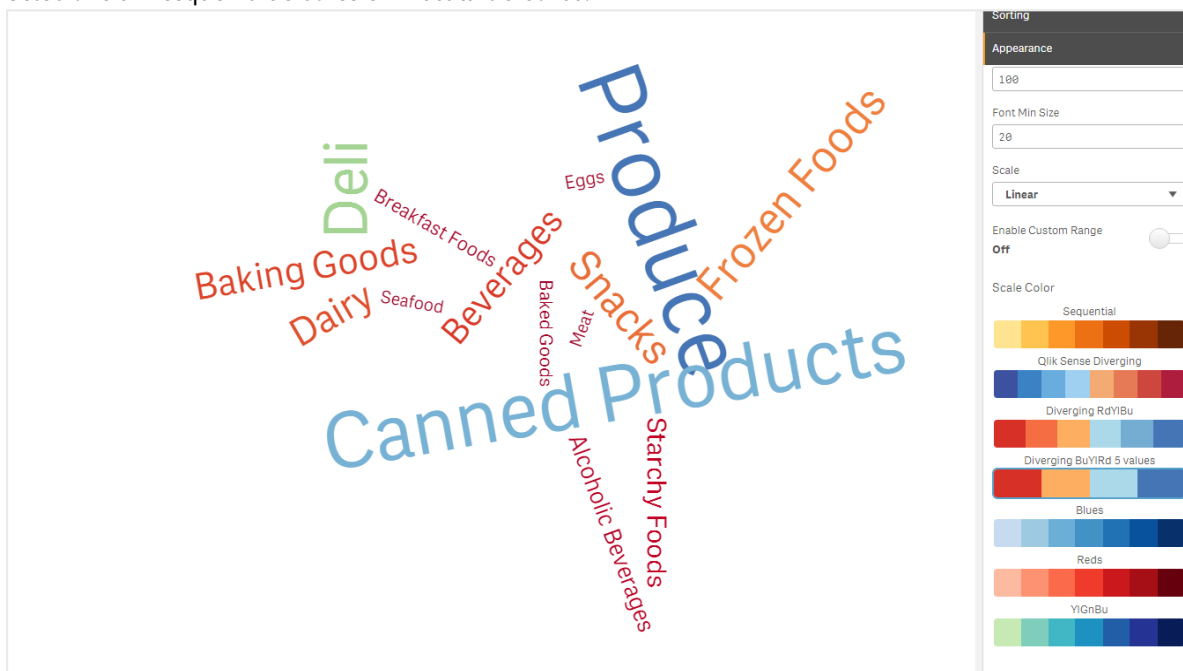 Produce
Frozen Foods
Deli
Eggs
Breakfast Foods
Beverages
Baking Goods
Snacks
Dairy
Seafood
Baked Goods
Meat
Canned Products
Starchy Foods
Alcoholic Beverages
Sorting
Appearance
100
Font Min Size
20
Scale
Linear
Enable Custom Range
Off
Scale Color
Sequential
Qlik Sense Diverging
Diverging RdYlBu
Diverging BuYlRd 5 values
Blues
Reds
YlGnBu